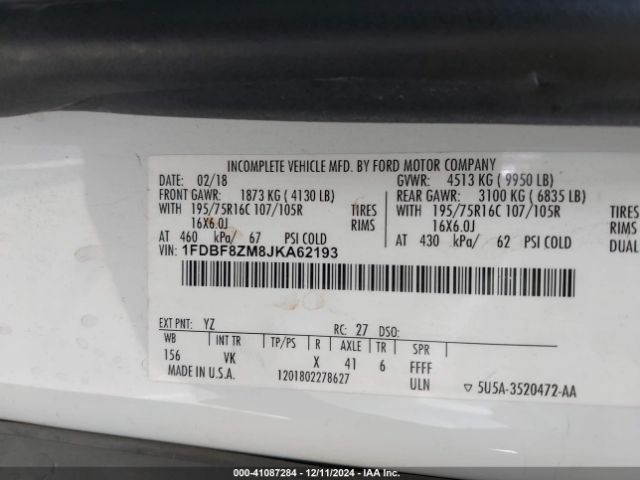 INCOMPLETE VEHICLE MFD. BY FORD MOTOR COMPANY
DATE: 02/18 GVWR: 4513 KG ( 9950 LB)
FRONT GAWR: 1873 KG ( 4130 LB) REAR GAWR: 3100 KG ( 6835 LB)
WITH 195/75R16C 107/105R TIRES WITH 195/75R16C 107/105R TIRES
16X6.0J RIMS 16X6.0J RIMS
AT 460 kPa/ 67 PSI COLD AT 430 kPa/ 62 PSI COLD DUAL
VIN: 1FDBF8ZM8JKA62193
EXT PNT: YZ RC: 27 DSO:
WB INT TR TP/PS R AXLE TR SPR
156 VK X 41 6 FFFF
MADE IN U.S.A. 1201802278627 ULN ▽ 5U5A-3520472-AA
000-41087284 - 12/11/2024 - IAA Inc.